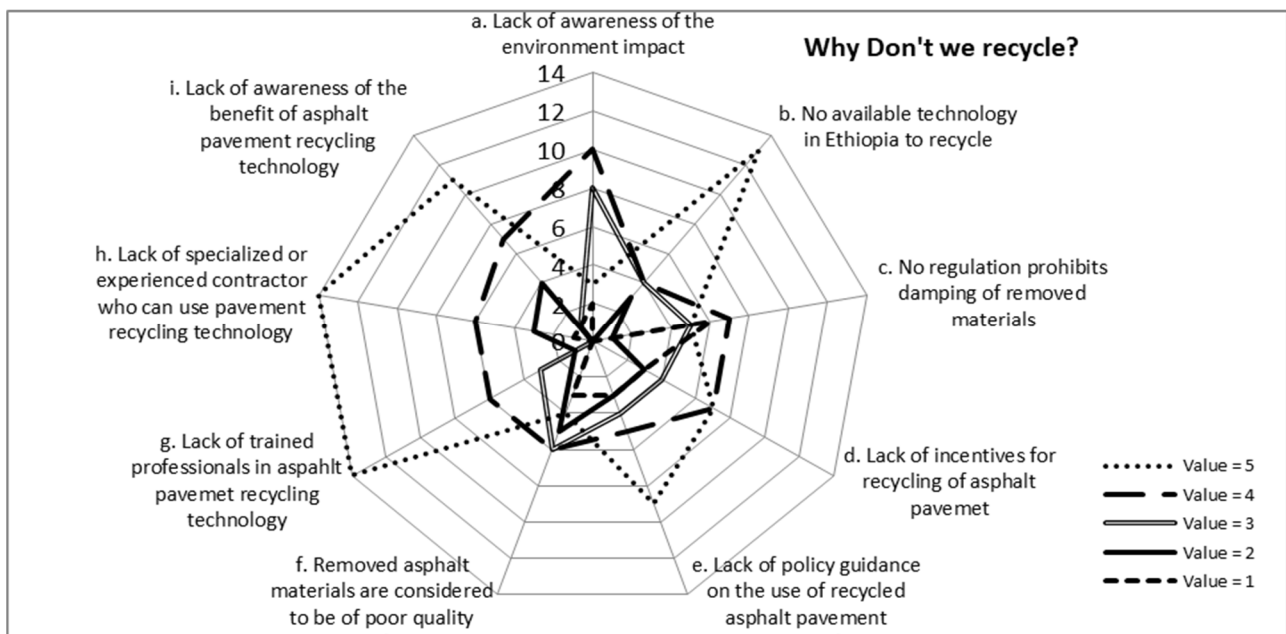 a. Lack of awareness of the
environment impact
Why Don't we recycle?
14
12
10
8
6
4
2
0
b. No available technology
in Ethiopia to recycle
c. No regulation prohibits
damping of removed
materials
d. Lack of incentives for
recycling of asphalt
pavemet
e. Lack of policy guidance
on the use of recycled
asphalt pavement
f. Removed asphalt
materials are considered
to be of poor quality
g. Lack of trained
professionals in aspahlt
pavemet recycling
technology
h. Lack of specialized or
experienced contractor
who can use pavement
recycling technology
i. Lack of awareness of the
benefit of asphalt
pavement recycling
technology
Value = 5
Value = 4
Value = 3
Value = 2
Value = 1